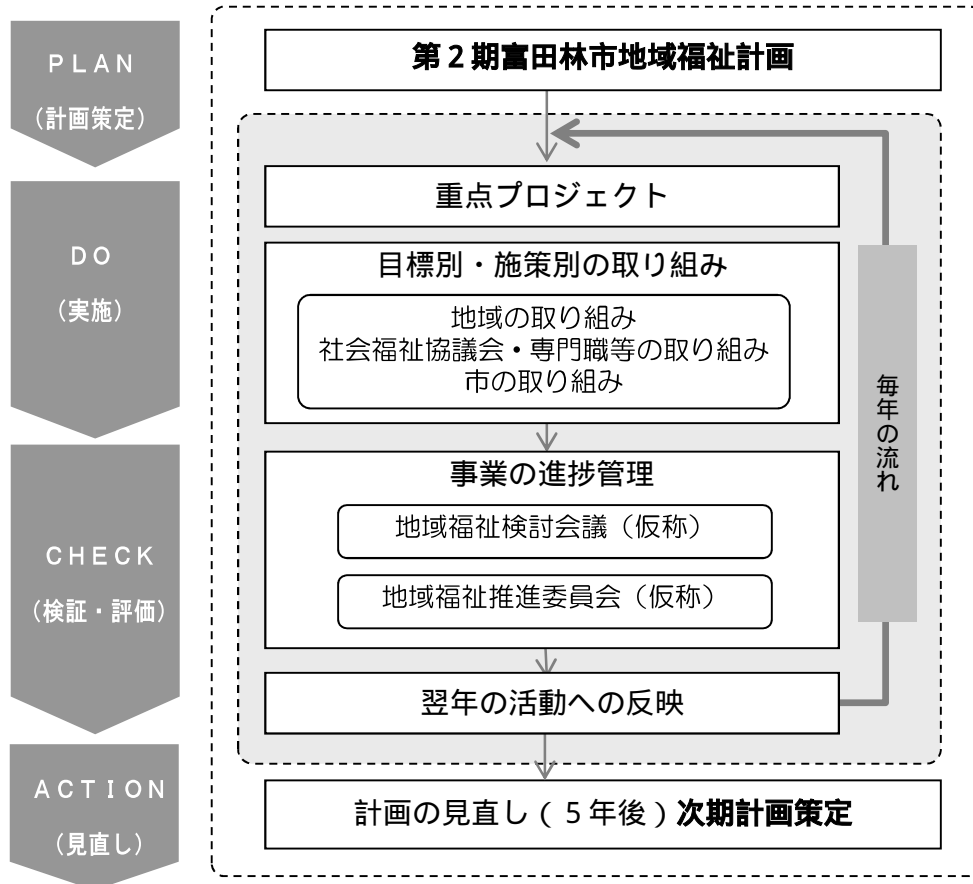 ＰＬＡＮ
（計画策定）
ＤＯ
（実施）
ＣＨＥＣＫ
（検証・評価）
ＡＣＴＩＯＮ
（見直し）
第２期富田林市地域福祉計画
重点プロジェクト
目標別・施策別の取り組み
地域の取り組み
社会福祉協議会・専門職等の取り組み
市の取り組み
事業の進捗管理
地域福祉検討会議（仮称）
地域福祉推進委員会（仮称）
翌年の活動への反映
毎年の流れ
計画の見直し（５年後）次期計画策定